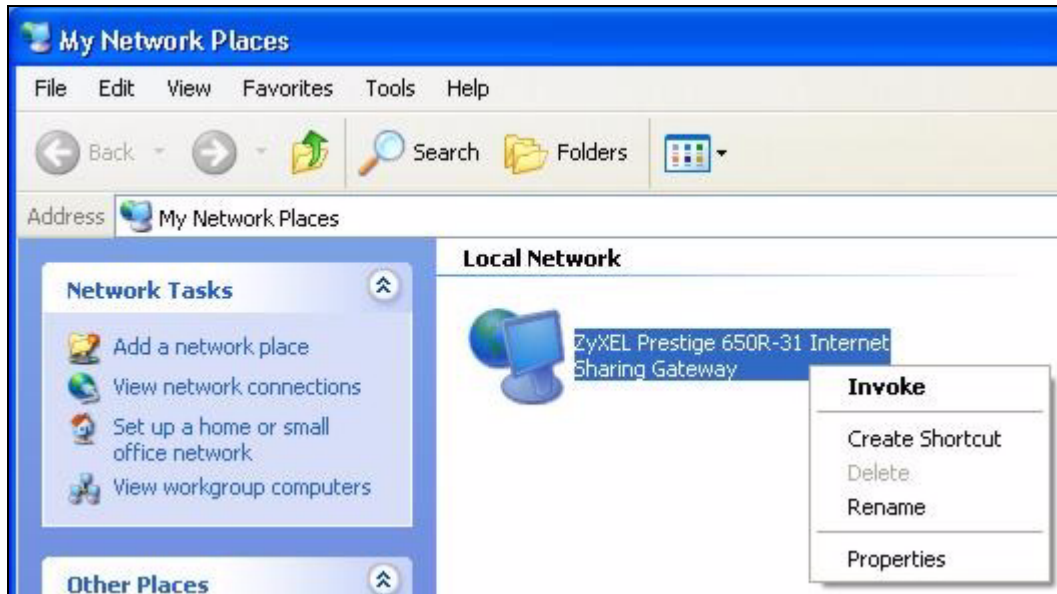 My Network Places
File Edit View Favorites Tools Help
Back Search Folders
Address My Network Places
Local Network
Network Tasks
Add a network place
View network connections
Set up a home or small
office network
View workgroup computers
Other Places
ZyXEL Prestige 650R-31 Internet
Sharing Gateway
Invoke
Create Shortcut
Delete
Rename
Properties